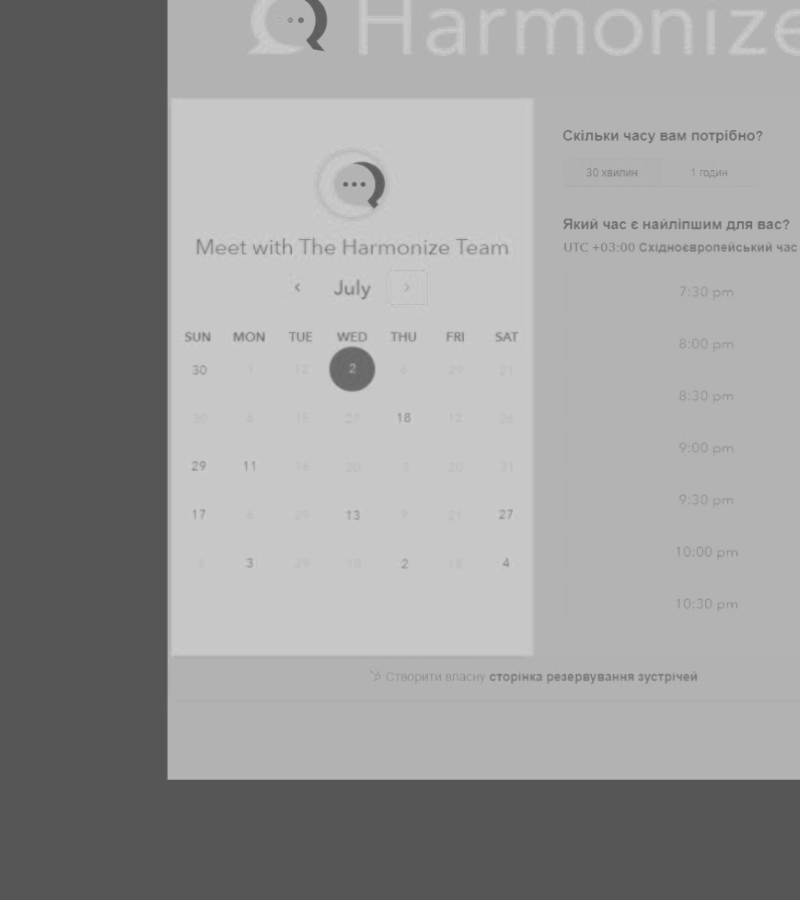 Harmonize
Meet with The Harmonize Team
July
SUN MON TUE WED THU FRI SAT
30 1 12 2 6 29 21
30 6 15 27 18 12 26
29 11 16 20 3 20 31
17 6 29 13 9 21 27
3 29 10 2 18 4
Скільки часу вам потрібно?
30 хвилин 1 годин
Який час є найліпшим для вас?
UTC +03:00 Східноєвропейський час
7:30 pm
8:00 pm
8:30 pm
9:00 pm
9:30 pm
10:00 pm
10:30 pm
Створити власну сторінка резервування зустрічей